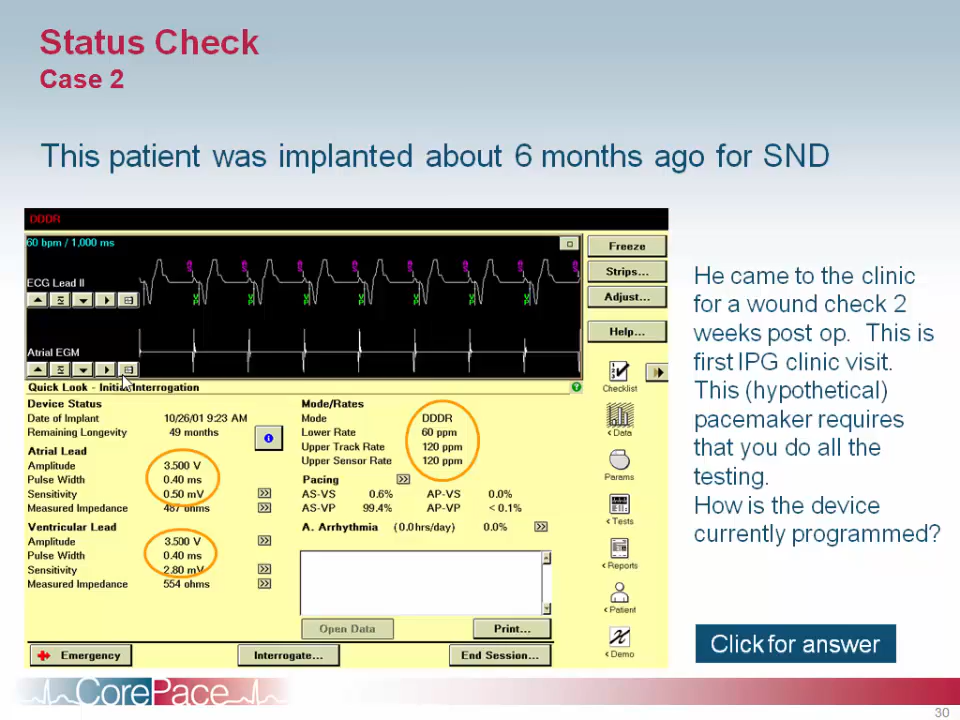 Status Check
Case 2
This patient was implanted about 6 months ago for SND
DDDR
60 bpm / 1,000 ms
ECG Lead II
Atrial EGM
Freeze
Strips...
Adjust...
Help...
Checklist
< Data
Params
< Tests
< Reports
< Patient
< Demo
Quick Look - Initial Interrogation
Device Status
Date of Implant 10/26/01 9:23 AM
Remaining Longevity 49 months
Atrial Lead
Amplitude 3.500 V
Pulse Width 0.40 ms
Sensitivity 0.50 mV
Measured Impedance 487 ohms
Ventricular Lead
Amplitude 3.500 V
Pulse Width 0.40 ms
Sensitivity 2.80 mV
Measured Impedance 554 ohms
Mode/Rates
Mode DDDR
Lower Rate 60 ppm
Upper Track Rate 120 ppm
Upper Sensor Rate 120 ppm
Pacing
AS-VS 0.6% AP-VS 0.0%
AS-VP 99.4% AP-VP < 0.1%
A. Arrhythmia (0.0hrs/day) 0.0%
Open Data
Print...
Emergency
Interrogate...
End Session...
He came to the clinic
for a wound check 2
weeks post op. This is
first IPG clinic visit.
This (hypothetical)
pacemaker requires
that you do all the
testing.
How is the device
currently programmed?
Click for answer
CorePace
30